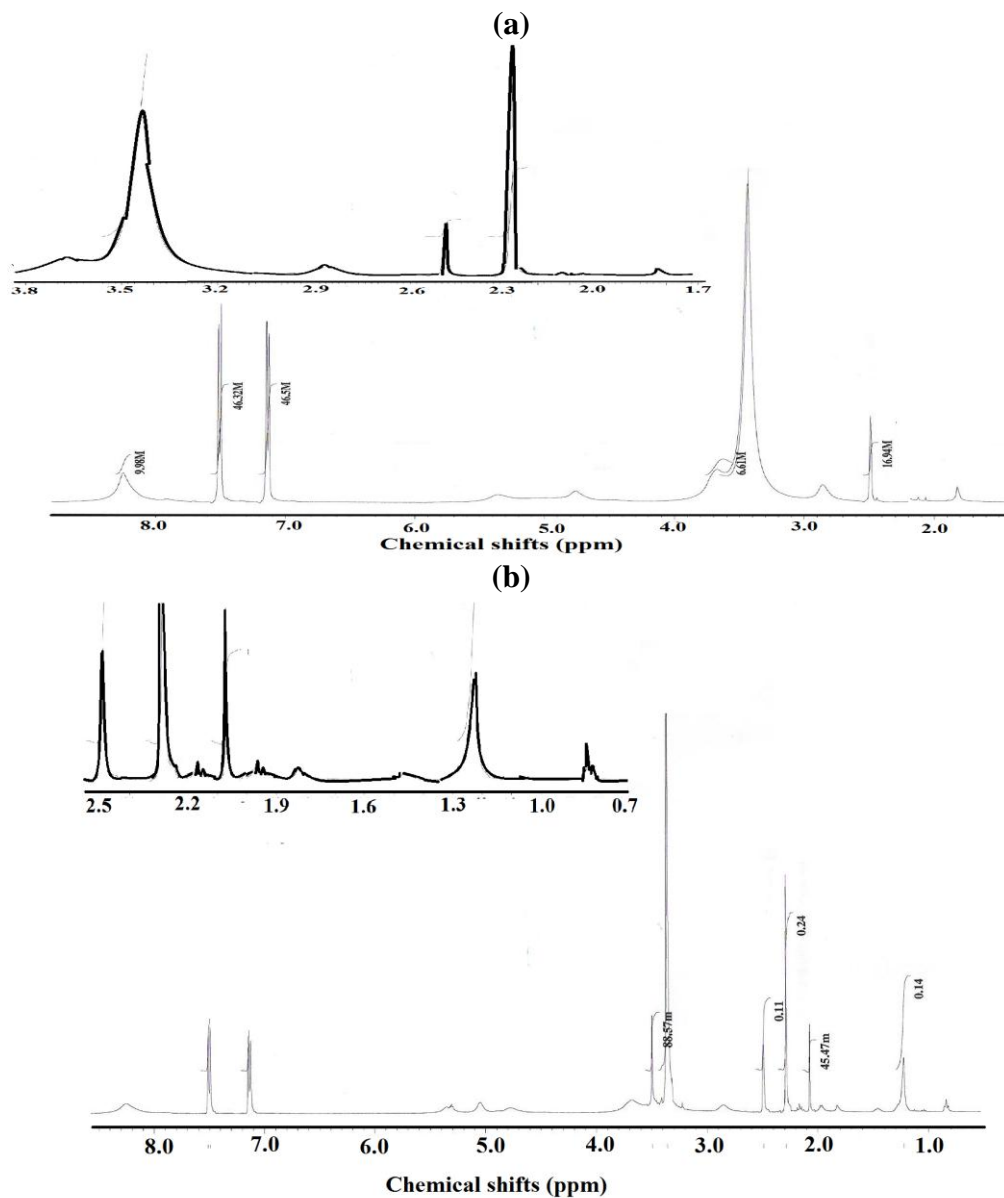 (a)
3.8 3.5 3.2 2.9 2.6 2.3 2.0 1.7
9.98M 46.32M 46.5M 6.61M 16.94M
8.0 7.0 6.0 5.0 4.0 3.0 2.0
Chemical shifts (ppm)
(b)
2.5 2.2 1.9 1.6 1.3 1.0 0.7
88.57m 0.11 0.24 45.47m 0.14
8.0 7.0 6.0 5.0 4.0 3.0 2.0 1.0
Chemical shifts (ppm)